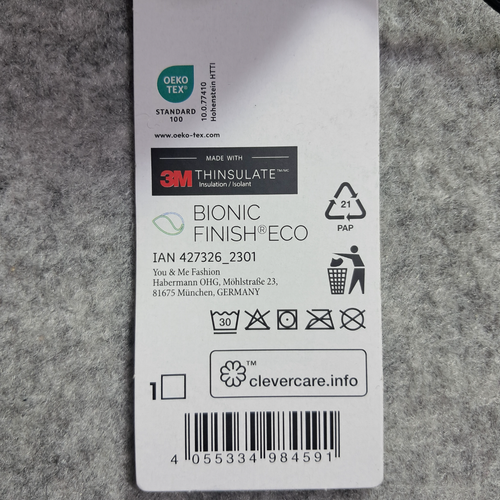 OEKO
TEX®
STANDARD
100
10.0.77410
Hohenstein HTTI
www.oeko-tex.com
MADE WITH
3M THINSULATE™/MC
Insulation / Isolant
BIONIC
FINISH®ECO
21
PAP
IAN 427326_2301
You & Me Fashion
Habermann OHG, Möhlstraße 23,
81675 München, GERMANY
30
™
clevercare.info
1
4 055334 984591